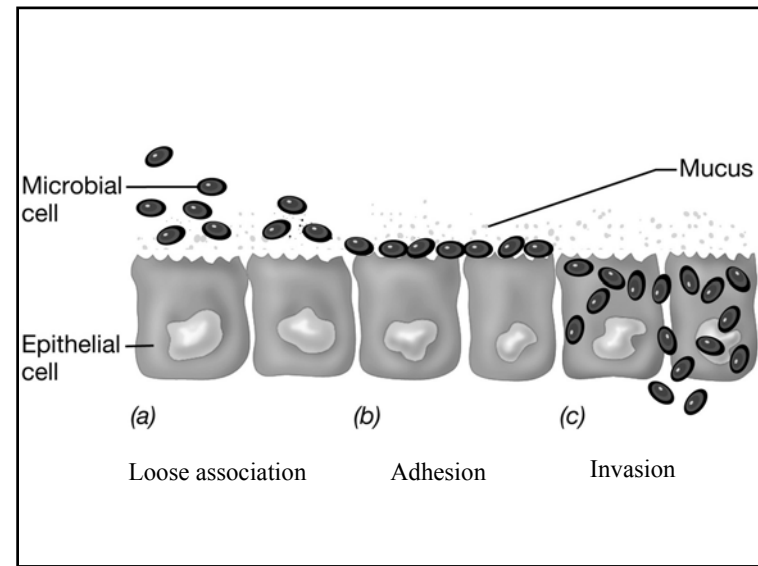 Microbial
cell
Mucus
Epithelial
cell
(a)
(b)
(c)
Loose association
Adhesion
Invasion